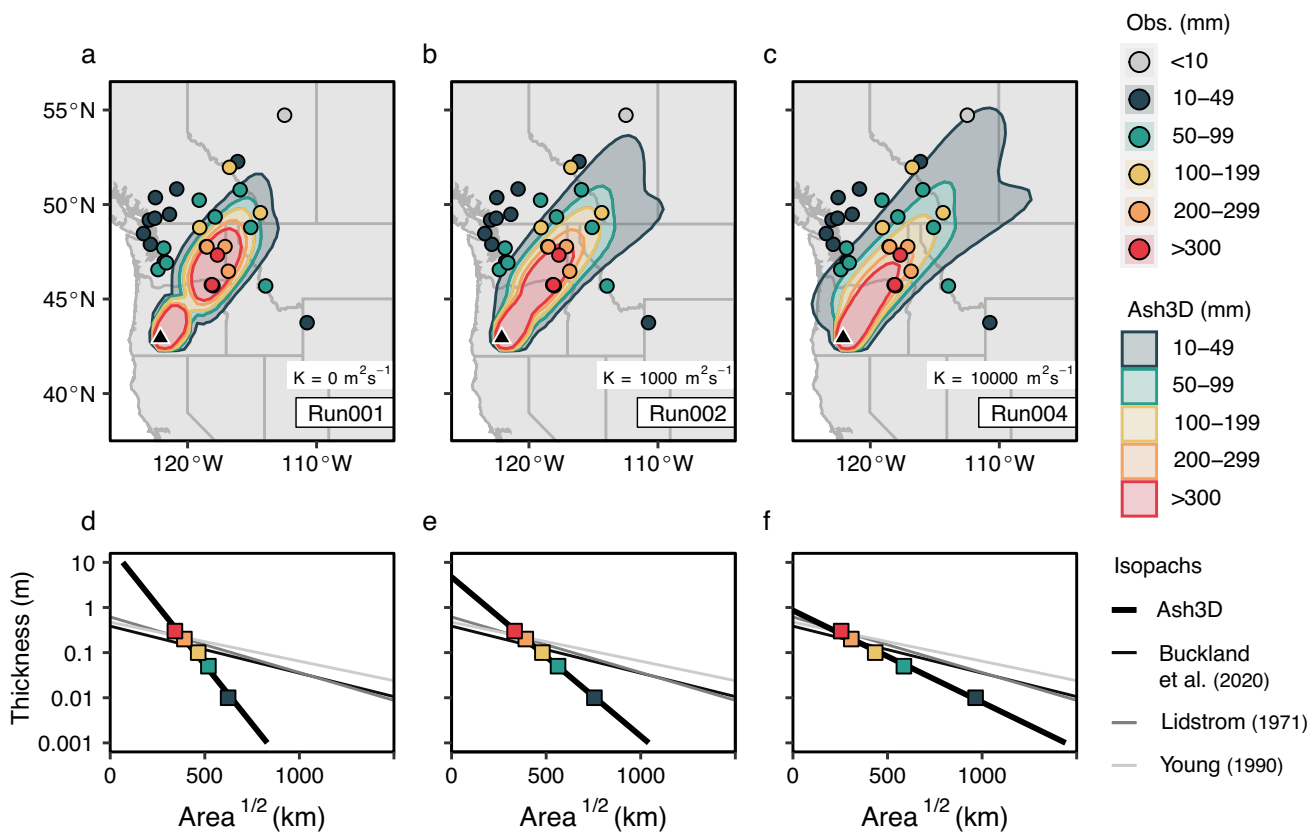 a
b
c
55°N
50°N
45°N
40°N
K = 0 m²s⁻¹
Run001
K = 1000 m²s⁻¹
Run002
K = 10000 m²s⁻¹
Run004
120°W
110°W
120°W
110°W
120°W
110°W
Obs. (mm)
<10
10–49
50–99
100–199
200–299
>300
Ash3D (mm)
10–49
50–99
100–199
200–299
>300
d
e
f
Thickness (m)
10
1
0.1
0.01
0.001
0
500
1000
0
500
1000
0
500
1000
Area 1/2 (km)
Area 1/2 (km)
Area 1/2 (km)
Isopachs
Ash3D
Buckland
et al. (2020)
Lidstrom (1971)
Young (1990)